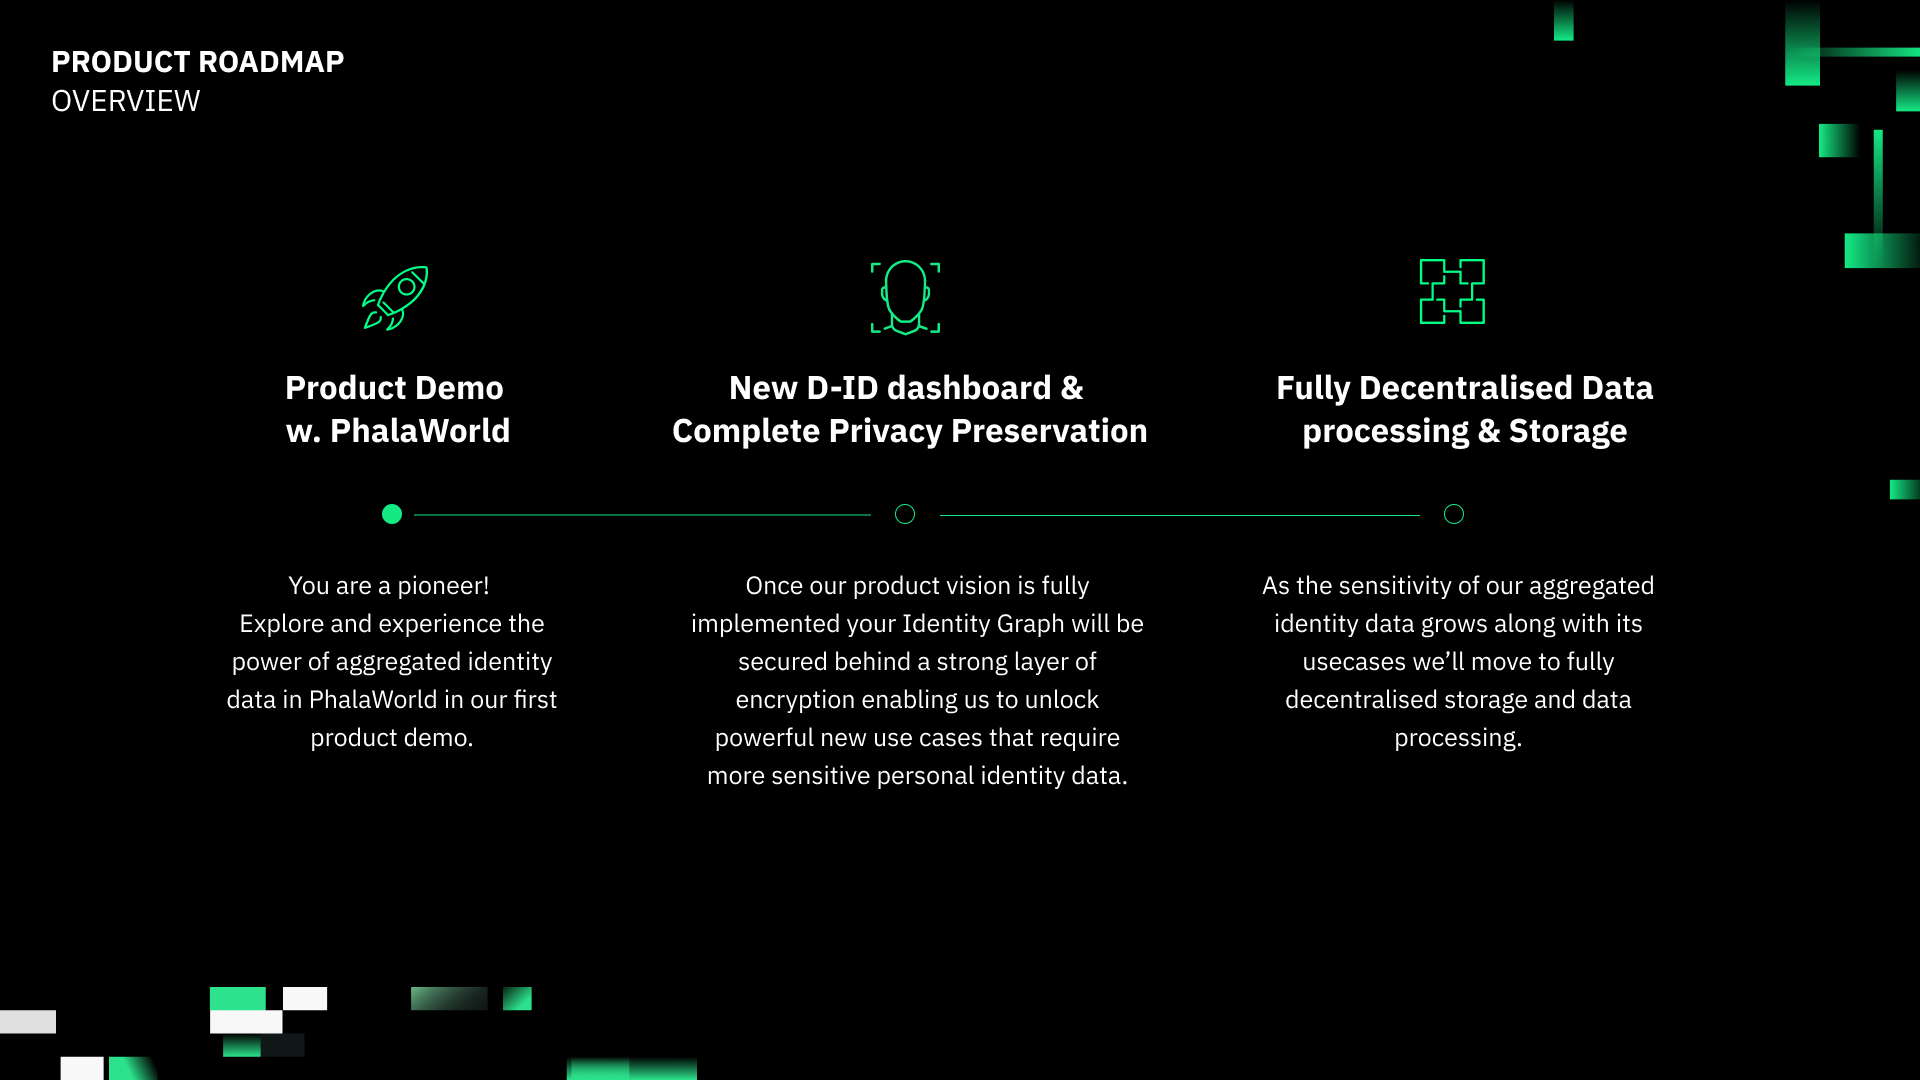 PRODUCT ROADMAP
OVERVIEW
Product Demo
w. PhalaWorld
You are a pioneer!
Explore and experience the
power of aggregated identity
data in PhalaWorld in our first
product demo.
New D-ID dashboard &
Complete Privacy Preservation
Once our product vision is fully
implemented your Identity Graph will be
secured behind a strong layer of
encryption enabling us to unlock
powerful new use cases that require
more sensitive personal identity data.
Fully Decentralised Data
processing & Storage
As the sensitivity of our aggregated
identity data grows along with its
usecases we’ll move to fully
decentralised storage and data
processing.